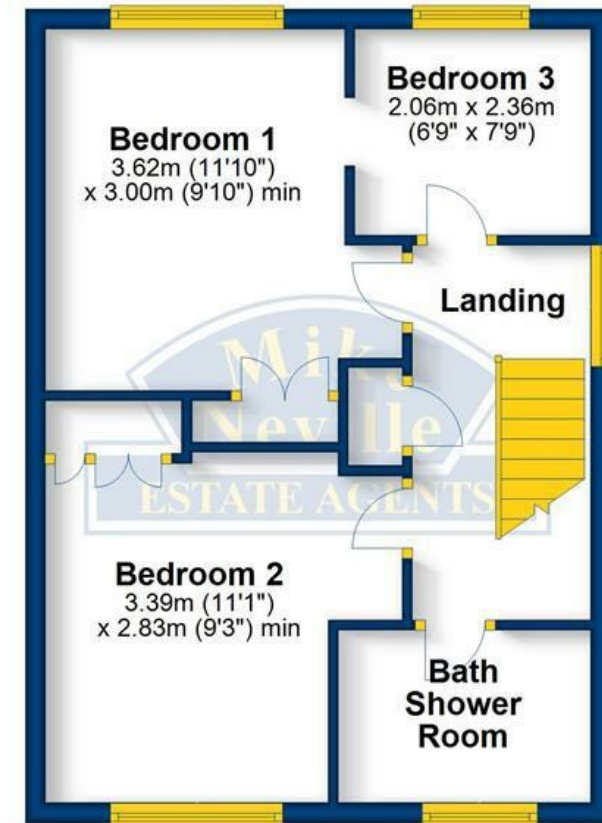 Bedroom 1
3.62m (11'10")
x 3.00m (9'10") min
Bedroom 3
2.06m x 2.36m
(6'9" x 7'9")
Landing
Mike
Neville
ESTATE AGENTS
Bedroom 2
3.39m (11'1")
x 2.83m (9'3") min
Bath
Shower
Room